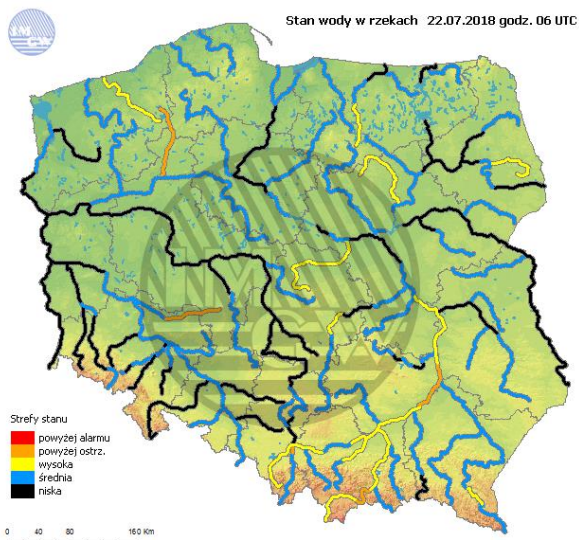 Stan wody w rzekach 22.07.2018 godz. 06 UTC
Strefy stanu
powyżej alarmu
powyżej ostrz.
wysoka
średnia
niska
0 40 80 160 Km